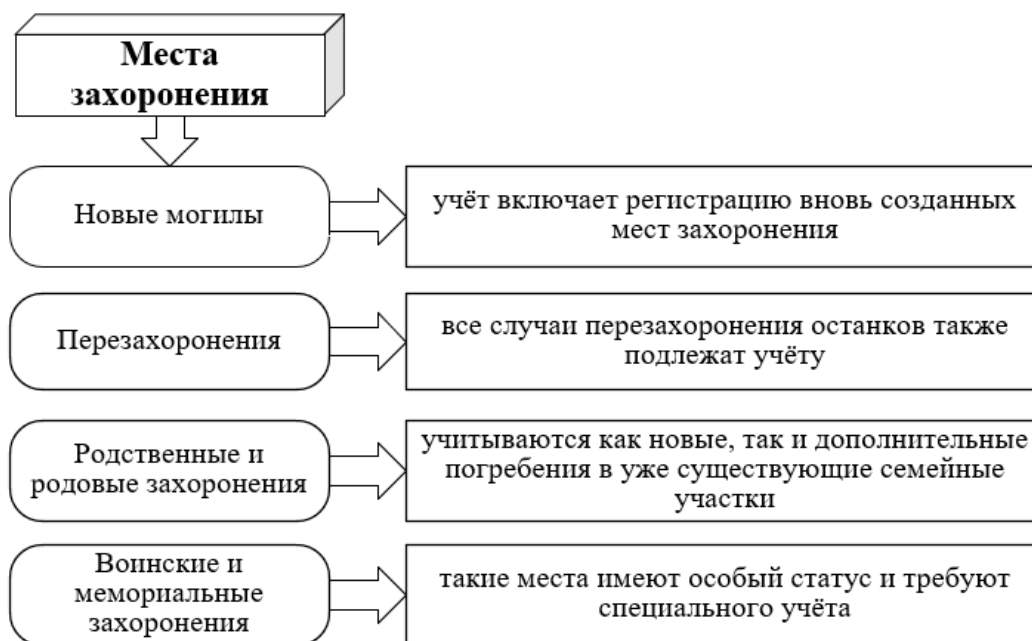 Места
захоронения
Новые могилы
учёт включает регистрацию вновь созданных
мест захоронения
Перезахоронения
все случаи перезахоронения останков также
подлежат учёту
Родственные и
родовые захоронения
учитываются как новые, так и дополнительные
погребения в уже существующие семейные
участки
Воинские и
мемориальные
захоронения
такие места имеют особый статус и требуют
специального учёта